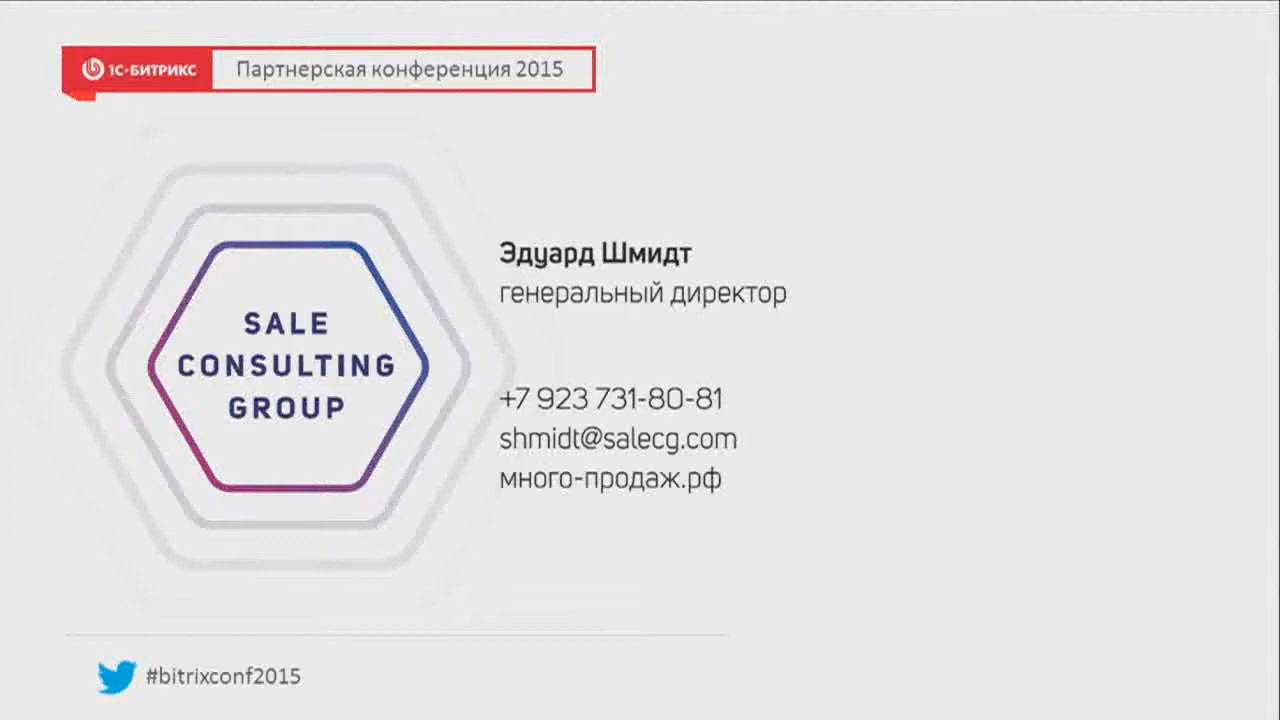 1С-БИТРИКС Партнерская конференция 2015
SALE
CONSULTING
GROUP
Эдуард Шмидт
генеральный директор
+7 923 731-80-81
shmidt@salecg.com
много-продаж.рф
#bitrixconf2015